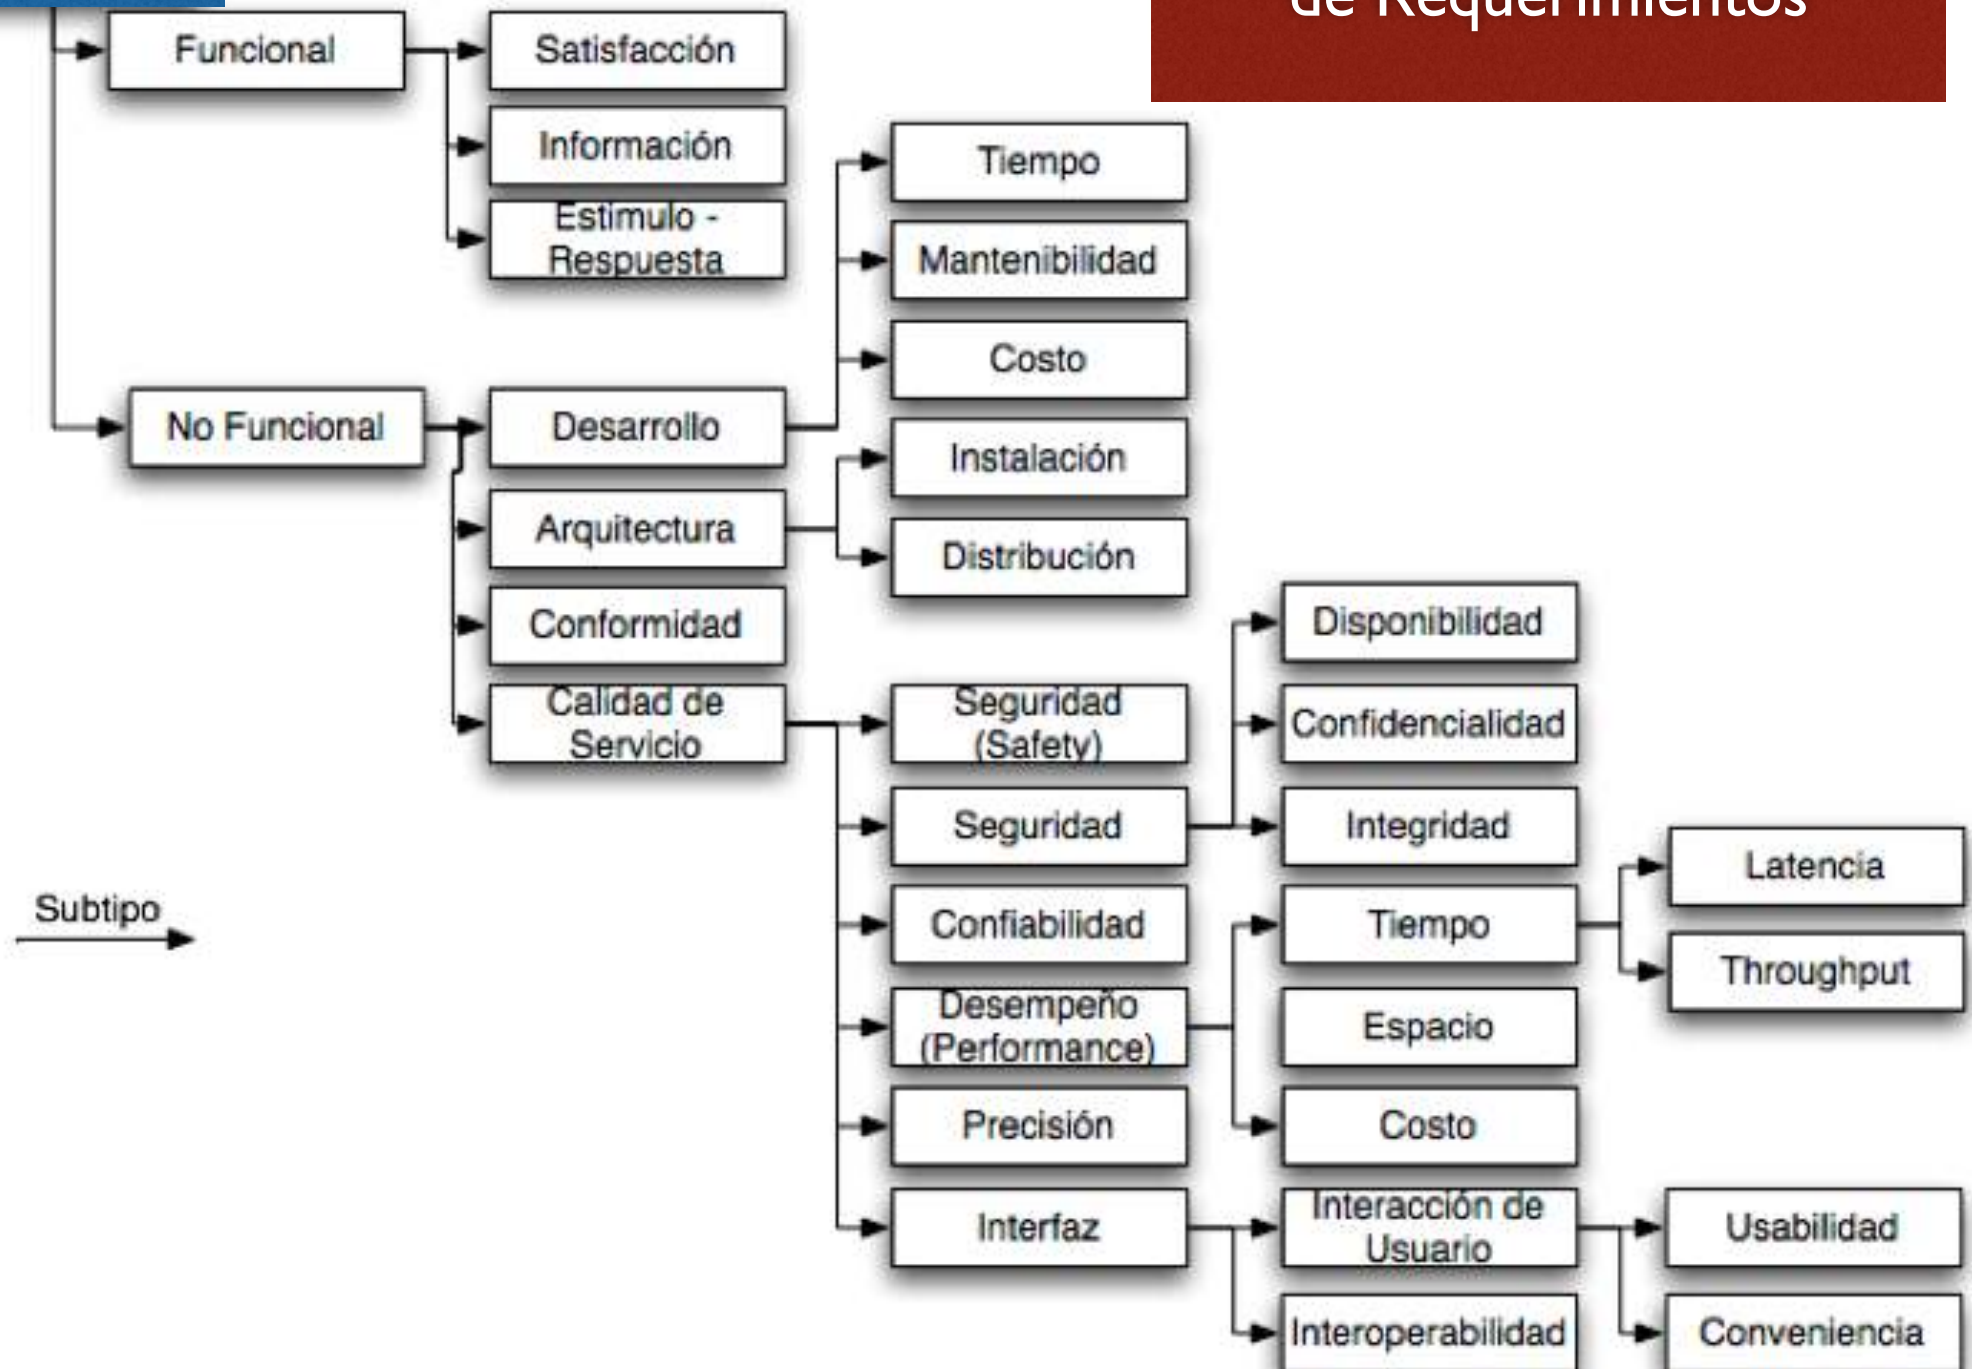 de Requerimientos
Funcional
Satisfacción
Información
Estimulo -
Respuesta
Tiempo
Mantenibilidad
Costo
No Funcional
Desarrollo
Instalación
Arquitectura
Distribución
Conformidad
Disponibilidad
Calidad de
Servicio
Seguridad
(Safety)
Confidencialidad
Seguridad
Integridad
Latencia
Subtipo
Confiabilidad
Tiempo
Throughput
Desempeño
(Performance)
Espacio
Precisión
Costo
Interfaz
Interacción de
Usuario
Usabilidad
Interoperabilidad
Conveniencia